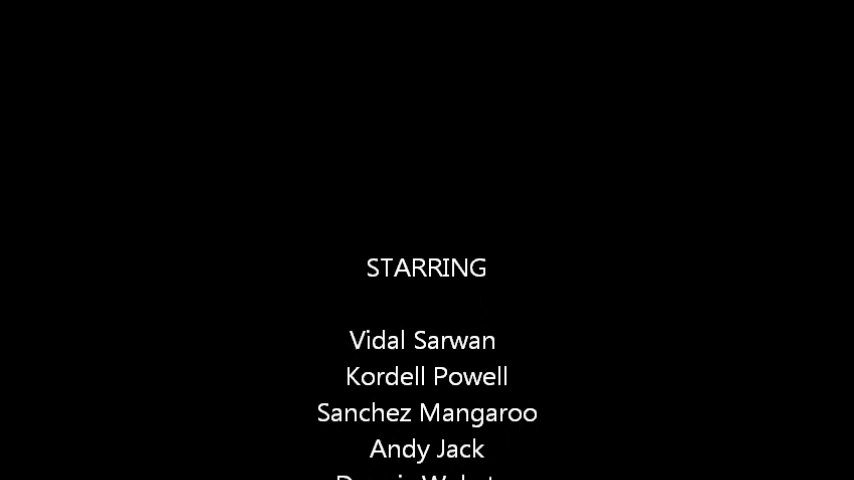 STARRING
Vidal Sarwan
Kordell Powell
Sanchez Mangaroo
Andy Jack